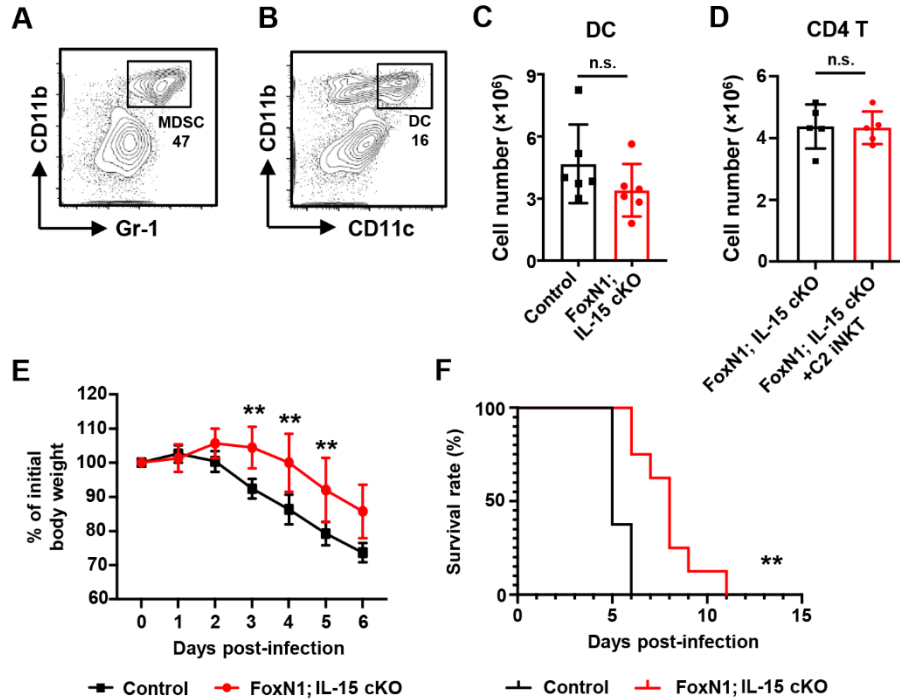 A
CD11b
MDSC
47
Gr-1
B
CD11b
DC
16
CD11c
C
DC
n.s.
Cell number (×10⁶)
9
6
3
0
Control
FoxN1;
IL-15 cKO
D
CD4 T
n.s.
Cell number (×10⁶)
6
4
2
0
FoxN1; IL-15 cKO
FoxN1; IL-15 cKO
+C2 iNKT
E
% of initial
body weight
120
110
100
90
80
70
60
** ** **
0 1 2 3 4 5 6
Days post-infection
Control FoxN1; IL-15 cKO
F
Survival rate (%)
100
50
0
**
0 5 10 15
Days post-infection
Control FoxN1; IL-15 cKO